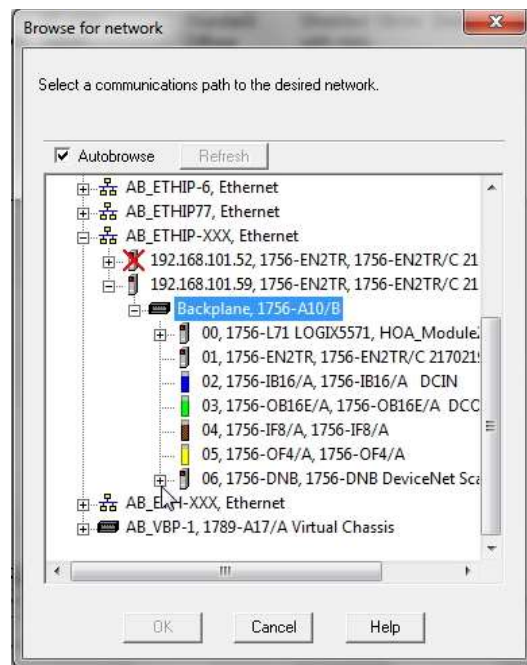 Browse for network
Select a communications path to the desired network.
Autobrowse
Refresh
AB_ETHIP-6, Ethernet
AB_ETHIP77, Ethernet
AB_ETHIP-XXX, Ethernet
192.168.101.52, 1756-EN2TR, 1756-EN2TR/C 21
192.168.101.59, 1756-EN2TR, 1756-EN2TR/C 21
Backplane, 1756-A10/B
00, 1756-L71 LOGIX5571, HOA_Module
01, 1756-EN2TR, 1756-EN2TR/C 217021
02, 1756-IB16/A, 1756-IB16/A DCIN
03, 1756-OB16E/A, 1756-OB16E/A DCO
04, 1756-IF8/A, 1756-IF8/A
05, 1756-OF4/A, 1756-OF4/A
06, 1756-DNB, 1756-DNB DeviceNet Sca
Ethernet
AB_VBP-1, 1789-A17/A Virtual Chassis
OK
Cancel
Help